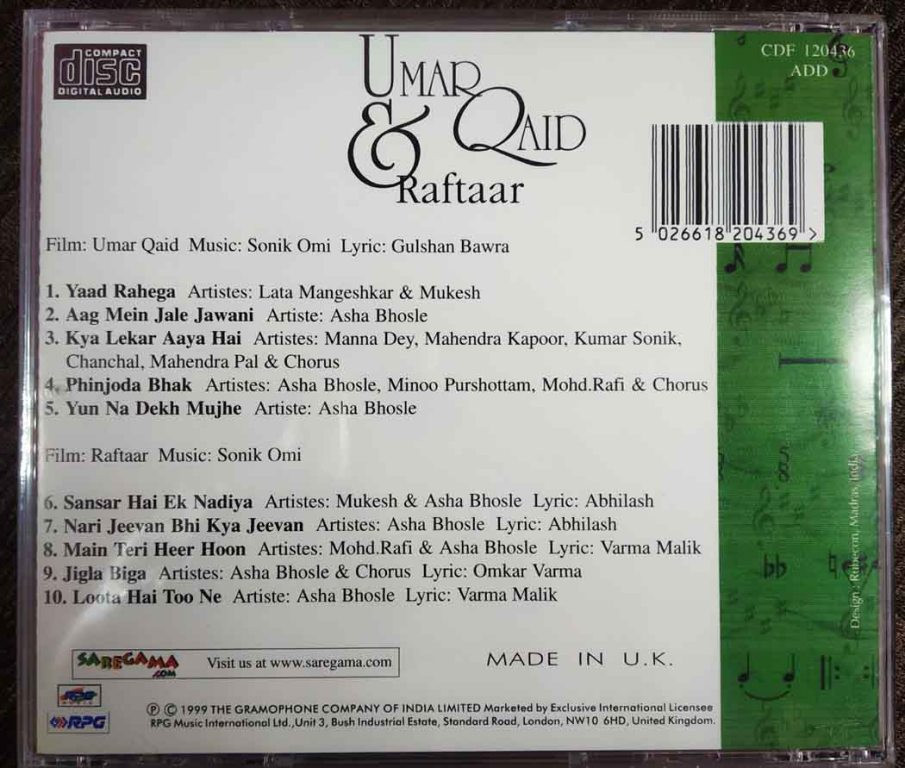 COMPACT
disc
DIGITAL AUDIO
UMAR
QAID
&
Raftaar
CDF 120436
ADD
5 026618 204369 >
Film: Umar Qaid Music: Sonik Omi Lyric: Gulshan Bawra
1. Yaad Rahega Artistes: Lata Mangeshkar & Mukesh
2. Aag Mein Jale Jawani Artiste: Asha Bhosle
3. Kya Lekar Aaya Hai Artistes: Manna Dey, Mahendra Kapoor, Kumar Sonik,
Chanchal, Mahendra Pal & Chorus
4. Phinjoda Bhak Artistes: Asha Bhosle, Minoo Purshottam, Mohd.Rafi & Chorus
5. Yun Na Dekh Mujhe Artiste: Asha Bhosle
Film: Raftaar Music: Sonik Omi
6. Sansar Hai Ek Nadiya Artistes: Mukesh & Asha Bhosle Lyric: Abhilash
7. Nari Jeevan Bhi Kya Jeevan Artistes: Asha Bhosle Lyric: Abhilash
8. Main Teri Heer Hoon Artistes: Mohd.Rafi & Asha Bhosle Lyric: Varma Malik
9. Jigla Biga Artistes: Asha Bhosle & Chorus Lyric: Omkar Varma
10. Loota Hai Too Ne Artiste: Asha Bhosle Lyric: Varma Malik
Design : Rubecon, Madras, India
SAREGAMA
.COM
Visit us at www.saregama.com
MADE IN U.K.
RPG
Ⓟ © 1999 THE GRAMOPHONE COMPANY OF INDIA LIMITED Marketed by Exclusive International Licensee
RPG Music International Ltd.,Unit 3, Bush Industrial Estate, Standard Road, London, NW10 6HD, United Kingdom.